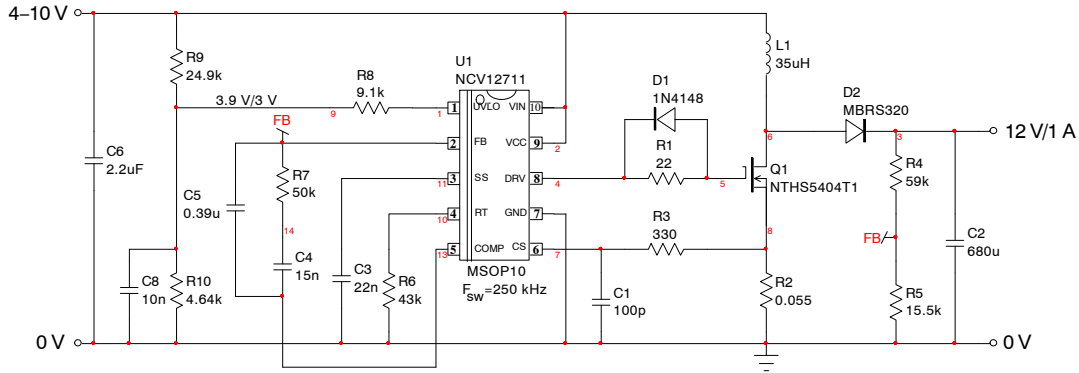 4–10 V
R9
24.9k
3.9 V/3 V
9
R8
9.1k
1
U1
NCV12711
1 UVLO VIN 10
2 FB VCC 9
3 SS DRV 8
4 RT GND 7
5 COMP CS 6
MSOP10
Fsw=250 kHz
2
11
10
13
4
7
FB
C6
2.2uF
C5
0.39u
R7
50k
14
C4
15n
C8
10n
R10
4.64k
C3
22n
R6
43k
C1
100p
R3
330
D1
1N4148
R1
22
5
L1
35uH
6
Q1
NTHS5404T1
8
R2
0.055
D2
MBRS320
3
12 V/1 A
R4
59k
FB
R5
15.5k
C2
680u
0 V
0 V